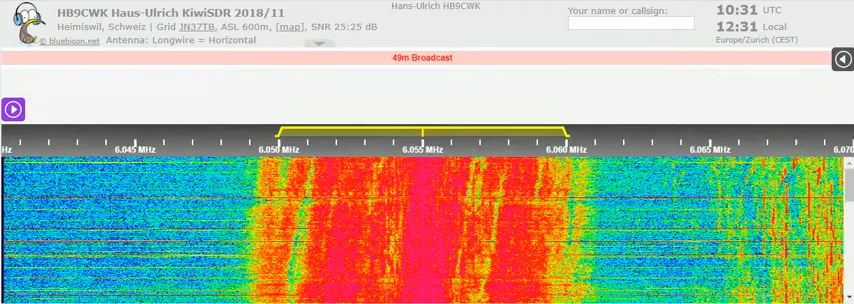 Hans-Ulrich HB9CWK
HB9CWK Haus-Ulrich KiwiSDR 2018/11
Heimiswil, Schweiz | Grid JN37TB, ASL 600m, [map], SNR 25:25 dB
© bluebison.net Antenna: Longwire = Horizontal
Your name or callsign:
10:31 UTC
12:31 Local
Europe/Zurich (CEST)
49m Broadcast
Hz 6.045 MHz 6.050 MHz 6.055 MHz 6.060 MHz 6.065 MHz 6.070